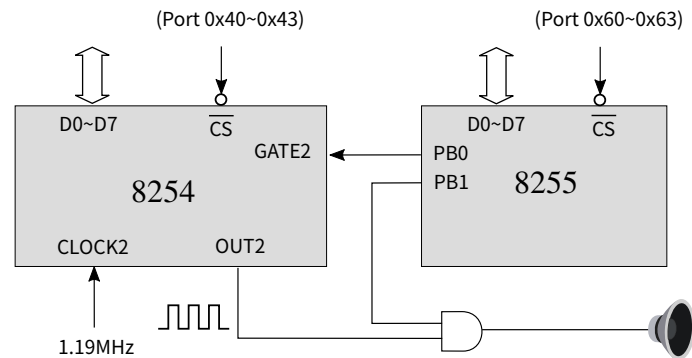 (Port 0x40~0x43)
(Port 0x60~0x63)
D0~D7
CS
D0~D7
CS
GATE2
PB0
PB1
8254
8255
CLOCK2
OUT2
1.19MHz